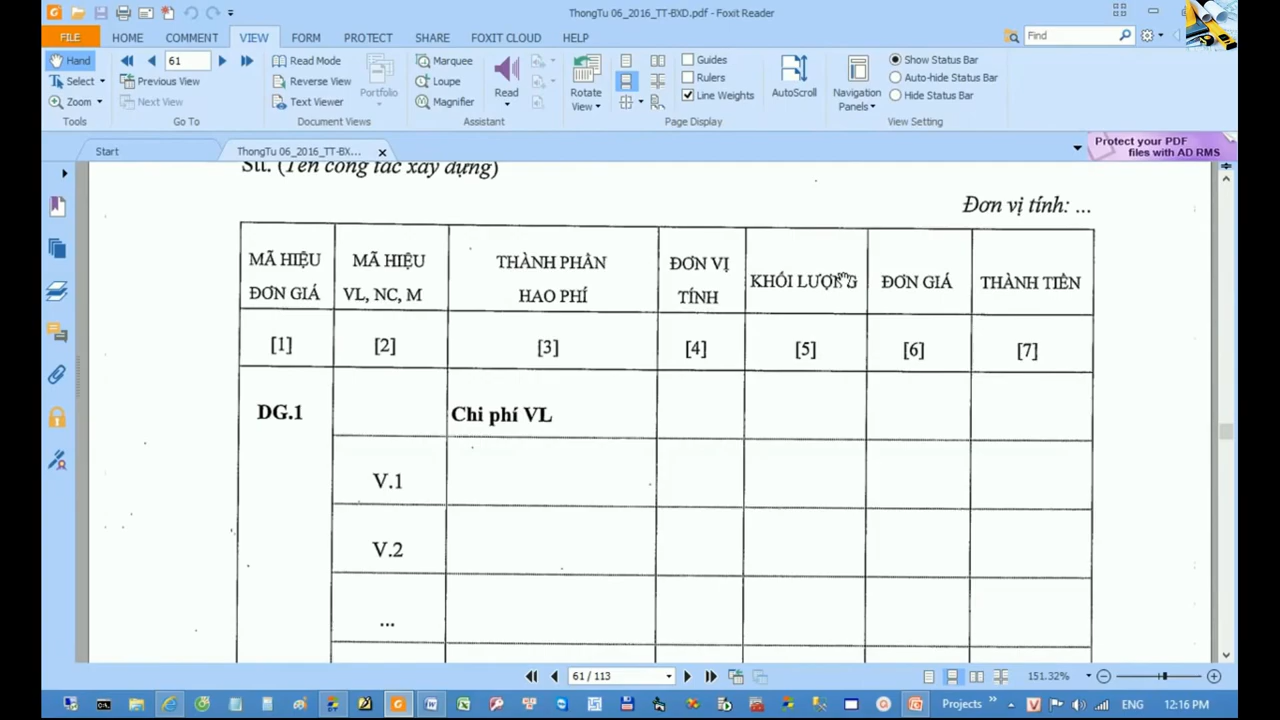 ThongTu 06_2016_TT-BXD.pdf - Foxit Reader
FILE HOME COMMENT VIEW FORM PROTECT SHARE FOXIT CLOUD HELP Find
Hand 61 Read Mode Marquee Guides Show Status Bar
Select Previous View Reverse View Loupe Rulers Auto-hide Status Bar
Zoom Next View Text Viewer Portfolio Magnifier Read Rotate View Line Weights AutoScroll Navigation Panels Hide Status Bar
Tools Go To Document Views Assistant Page Display View Setting
Start ThongTu 06_2016_TT-BX... Protect your PDF
files with AD RMS
Stt. (Tên công tác xây dựng)
Đơn vị tính: ...
MÃ HIỆU MÃ HIỆU THÀNH PHẦN ĐƠN VỊ KHỐI LƯỢNG ĐƠN GIÁ THÀNH TIỀN
ĐƠN GIÁ VL, NC, M HAO PHÍ TÍNH
[1] [2] [3] [4] [5] [6] [7]
DG.1 Chi phí VL
V.1
V.2
...
61 / 113 151.32%
Projects » ENG 12:16 PM